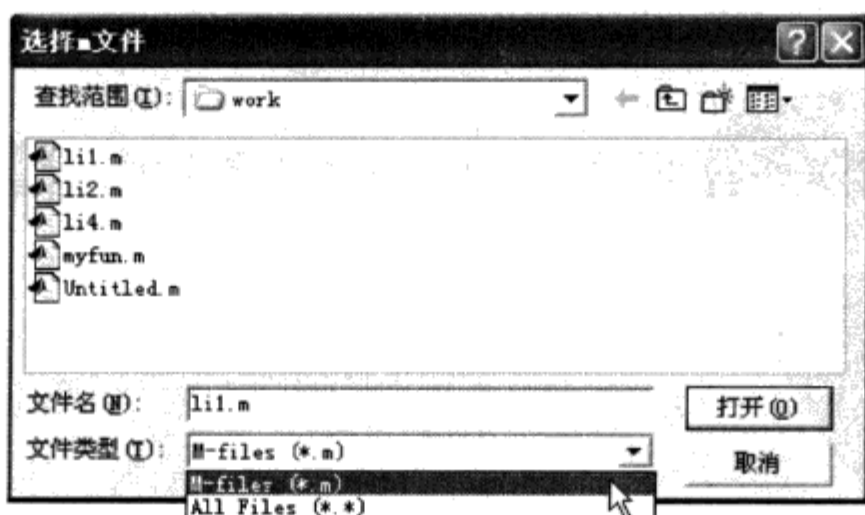 选择m文件
查找范围(I): work
li1.m
li2.m
li4.m
myfun.m
Untitled.m
文件名(N): li1.m 打开(O)
文件类型(T): M-files (*.m) 取消
M-files (*.m)
All Files (*.*)